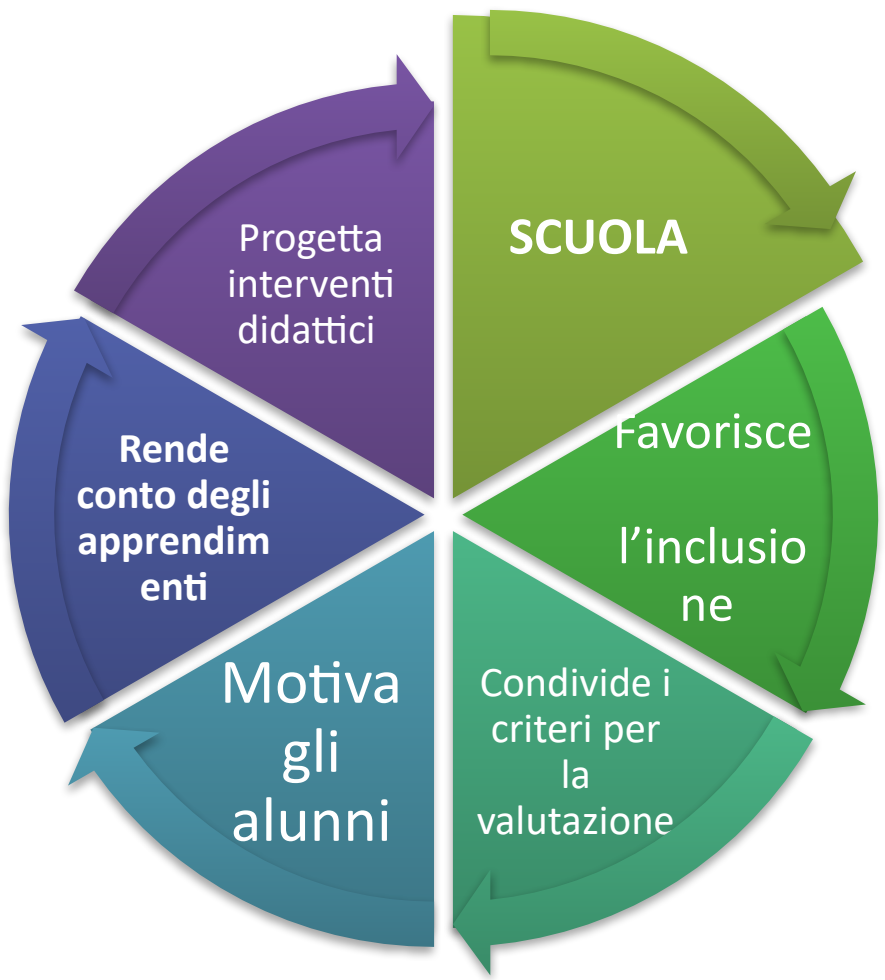 SCUOLA
Favorisce
l’inclusio
ne
Condivide i
criteri per
la
valutazione
Motiva
gli
alunni
Rende
conto degli
apprendim
enti
Progetta
interventi
didattici